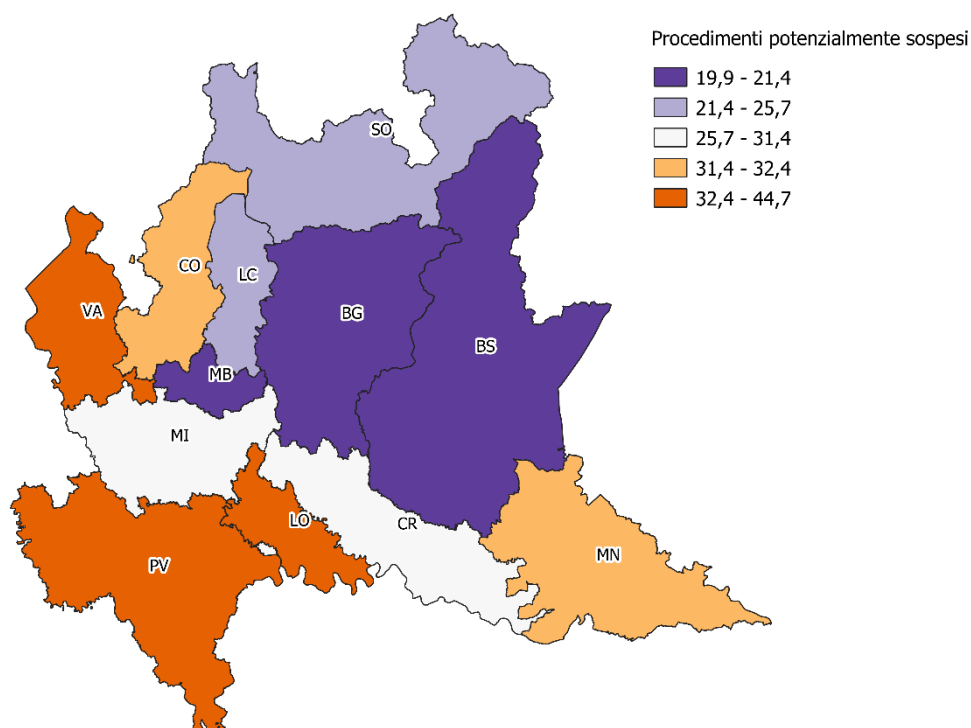 Procedimenti potenzialmente sospesi
19,9 - 21,4
21,4 - 25,7
25,7 - 31,4
31,4 - 32,4
32,4 - 44,7
SO
CO
LC
VA
BG
BS
MB
MI
LO
CR
MN
PV